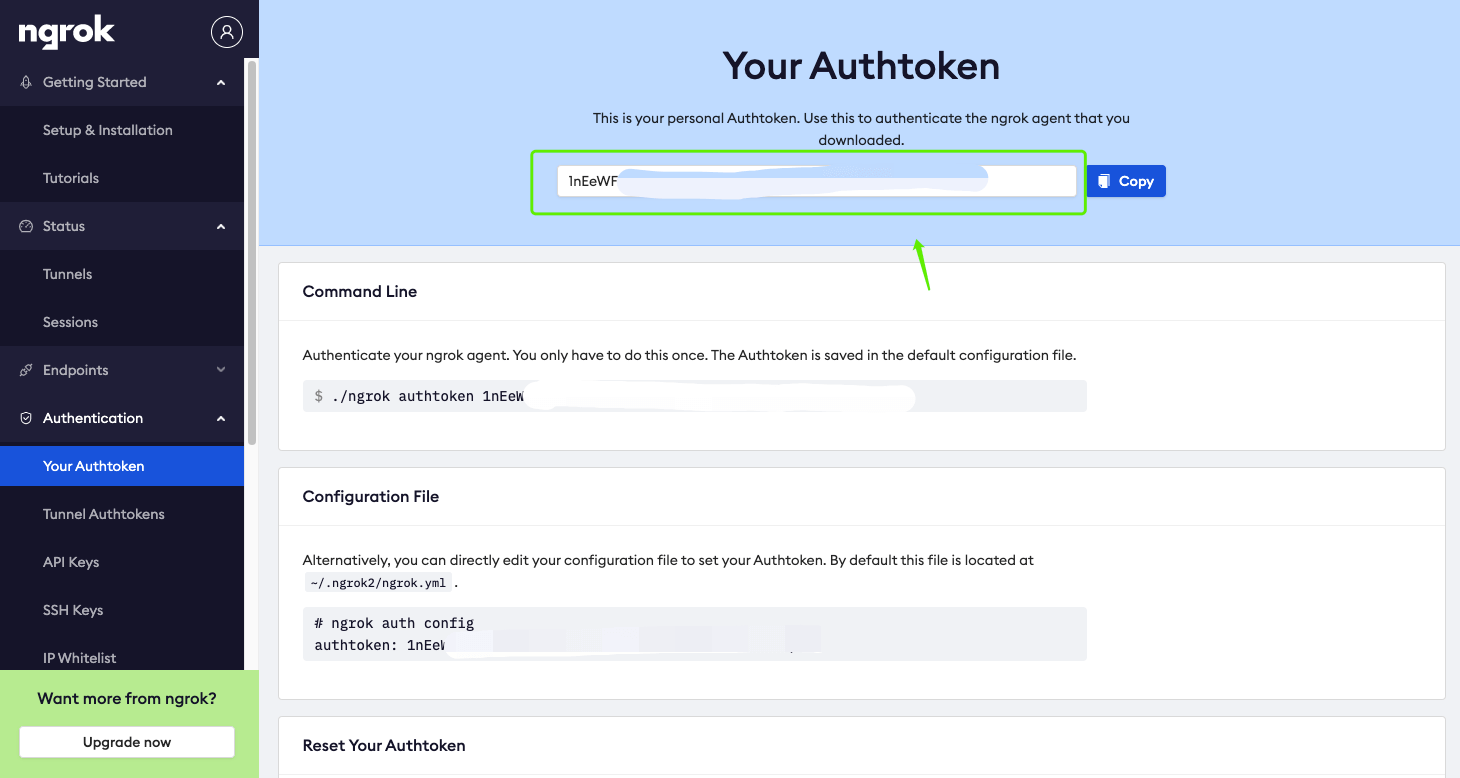 ngrok
Getting Started
Setup & Installation
Tutorials
Status
Tunnels
Sessions
Endpoints
Authentication
Your Authtoken
Tunnel Authtokens
API Keys
SSH Keys
IP Whitelist
Want more from ngrok?
Upgrade now
Your Authtoken
This is your personal Authtoken. Use this to authenticate the ngrok agent that you
downloaded.
1nEeWF
Copy
Command Line
Authenticate your ngrok agent. You only have to do this once. The Authtoken is saved in the default configuration file.
$ ./ngrok authtoken 1nEeW
Configuration File
Alternatively, you can directly edit your configuration file to set your Authtoken. By default this file is located at
~/.ngrok2/ngrok.yml .
# ngrok auth config
authtoken: 1nEeW
Reset Your Authtoken